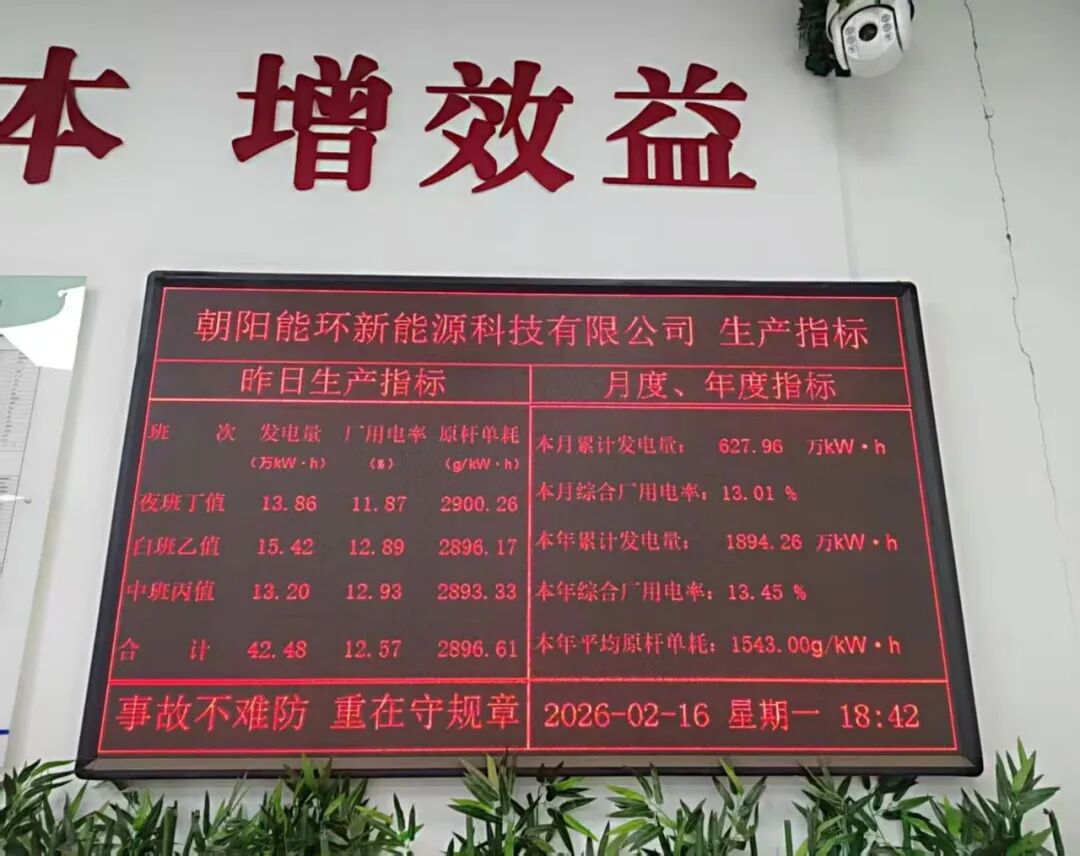 本 增效益
朝阳能环新能源科技有限公司 生产指标
昨日生产指标
月度、年度指标
班 次 发电量 厂用电率 原杆单耗
(万kW·h) (%) (g/kW·h)
夜班丁值 13.86 11.87 2900.26
白班乙值 15.42 12.89 2896.17
中班丙值 13.20 12.93 2893.33
合 计 42.48 12.57 2896.61
本月累计发电量: 627.96 万kW·h
本月综合厂用电率:13.01 %
本年累计发电量: 1894.26 万kW·h
本年综合厂用电率:13.45 %
本年平均原杆单耗:1543.00g/kW·h
事故不难防 重在守规章
2026-02-16 星期一 18:42